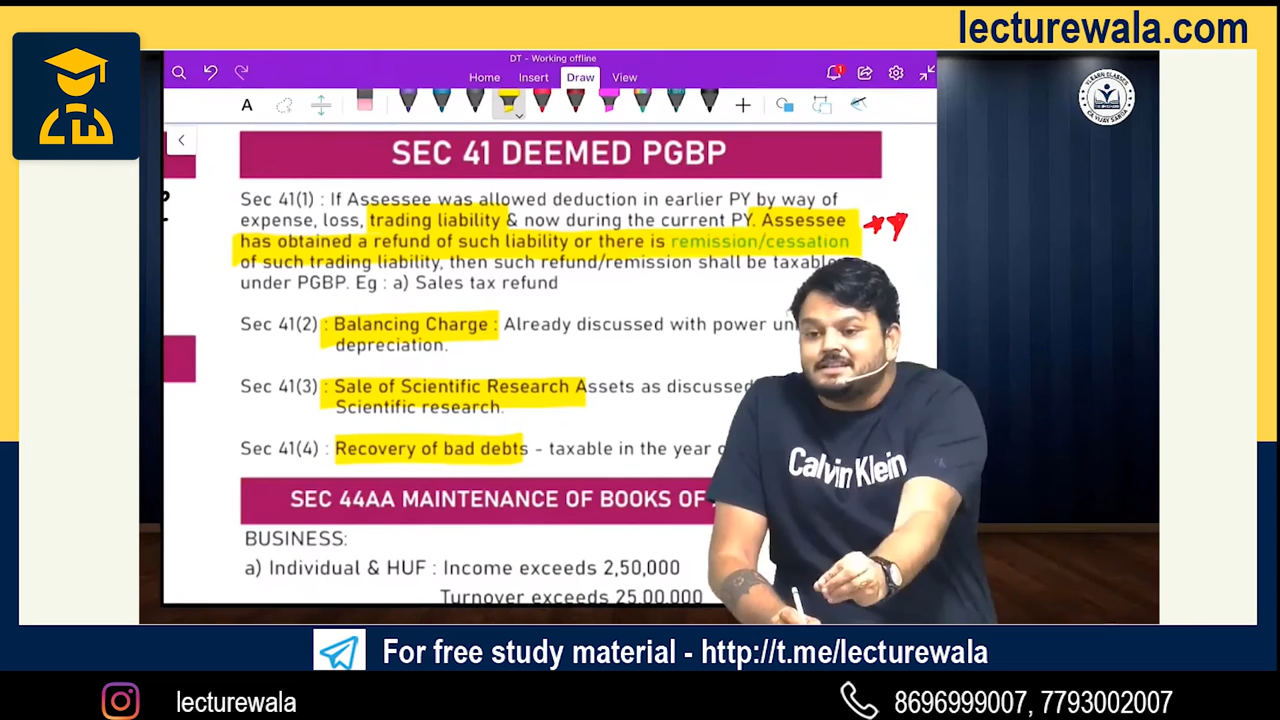 lecturewala.com
DT - Working offline
Home Insert Draw View
A
SEC 41 DEEMED PGBP
Sec 41(1) : If Assessee was allowed deduction in earlier PY by way of
expense, loss, trading liability & now during the current PY. Assessee
has obtained a refund of such liability or there is remission/cessation
of such trading liability, then such refund/remission shall be taxable
under PGBP. Eg : a) Sales tax refund
Sec 41(2) : Balancing Charge : Already discussed with power
depreciation.
Sec 41(3) : Sale of Scientific Research Assets as discussed
Scientific research.
Sec 41(4) : Recovery of bad debts - taxable in the year
SEC 44AA MAINTENANCE OF BOOKS OF
BUSINESS:
a) Individual & HUF : Income exceeds 2,50,000
Turnover exceeds 25,00,000
Calvin Klein
For free study material - http://t.me/lecturewala
lecturewala
8696999007, 7793002007